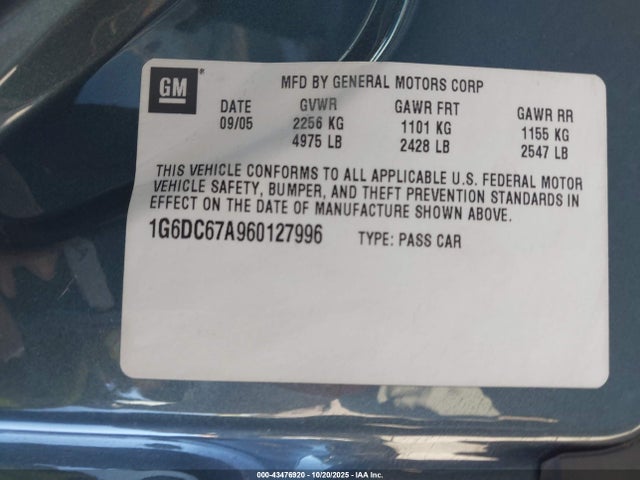 GM ®
MFD BY GENERAL MOTORS CORP
DATE GVWR GAWR FRT GAWR RR
09/05 2256 KG 1101 KG 1155 KG
4975 LB 2428 LB 2547 LB
THIS VEHICLE CONFORMS TO ALL APPLICABLE U.S. FEDERAL MOTOR
VEHICLE SAFETY, BUMPER, AND THEFT PREVENTION STANDARDS IN
EFFECT ON THE DATE OF MANUFACTURE SHOWN ABOVE.
1G6DC67A960127996 TYPE: PASS CAR
000-43476920 - 10/20/2025 - IAA Inc.